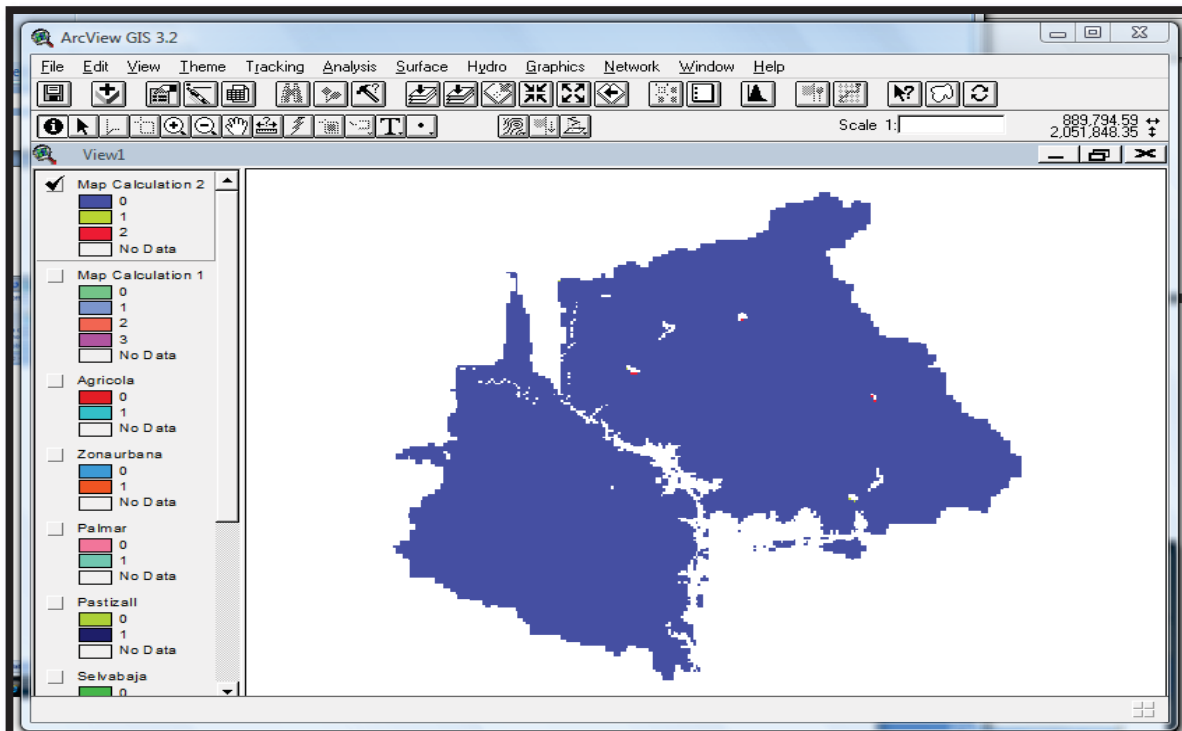 ArcView GIS 3.2
File Edit View Theme Tracking Analysis Surface Hydro Graphics Network Window Help
Scale 1:
889,794.59
2,051,848.35
View1
Map Calculation 2
0
1
2
No Data
Map Calculation 1
0
1
2
3
No Data
Agricola
0
1
No Data
Zonaurbana
0
1
No Data
Palmar
0
1
No Data
Pastizall
0
1
No Data
Selvabaja
0